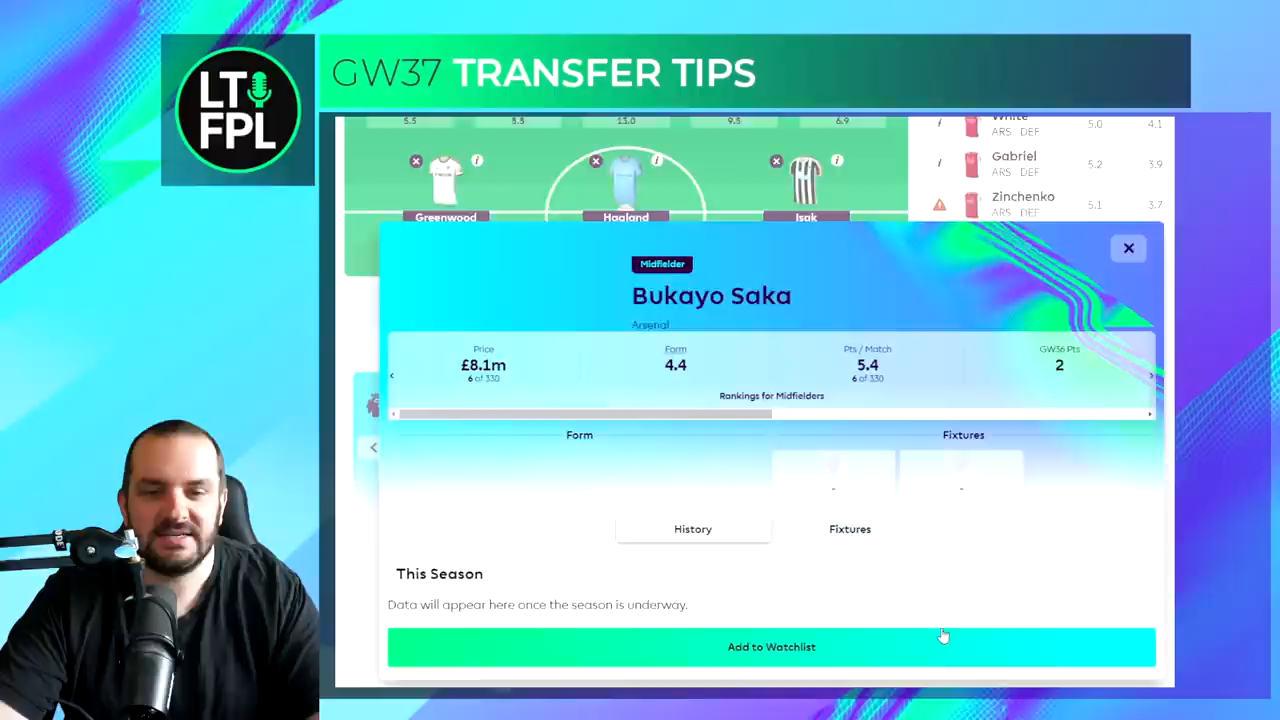 LT
FPL
GW37 TRANSFER TIPS
5.5 8.5 13.0 9.5 6.9
White
ARS DEF 5.0 4.1
Gabriel
ARS DEF 5.2 3.9
Zinchenko
ARS DEF 5.1 3.7
Greenwood Haaland Isak
Midfielder
Bukayo Saka
Arsenal
Price Form Pts / Match GW36 Pts
£8.1m 4.4 5.4 2
6 of 330 6 of 330
Rankings for Midfielders
Form Fixtures
- -
History Fixtures
This Season
Data will appear here once the season is underway.
Add to Watchlist